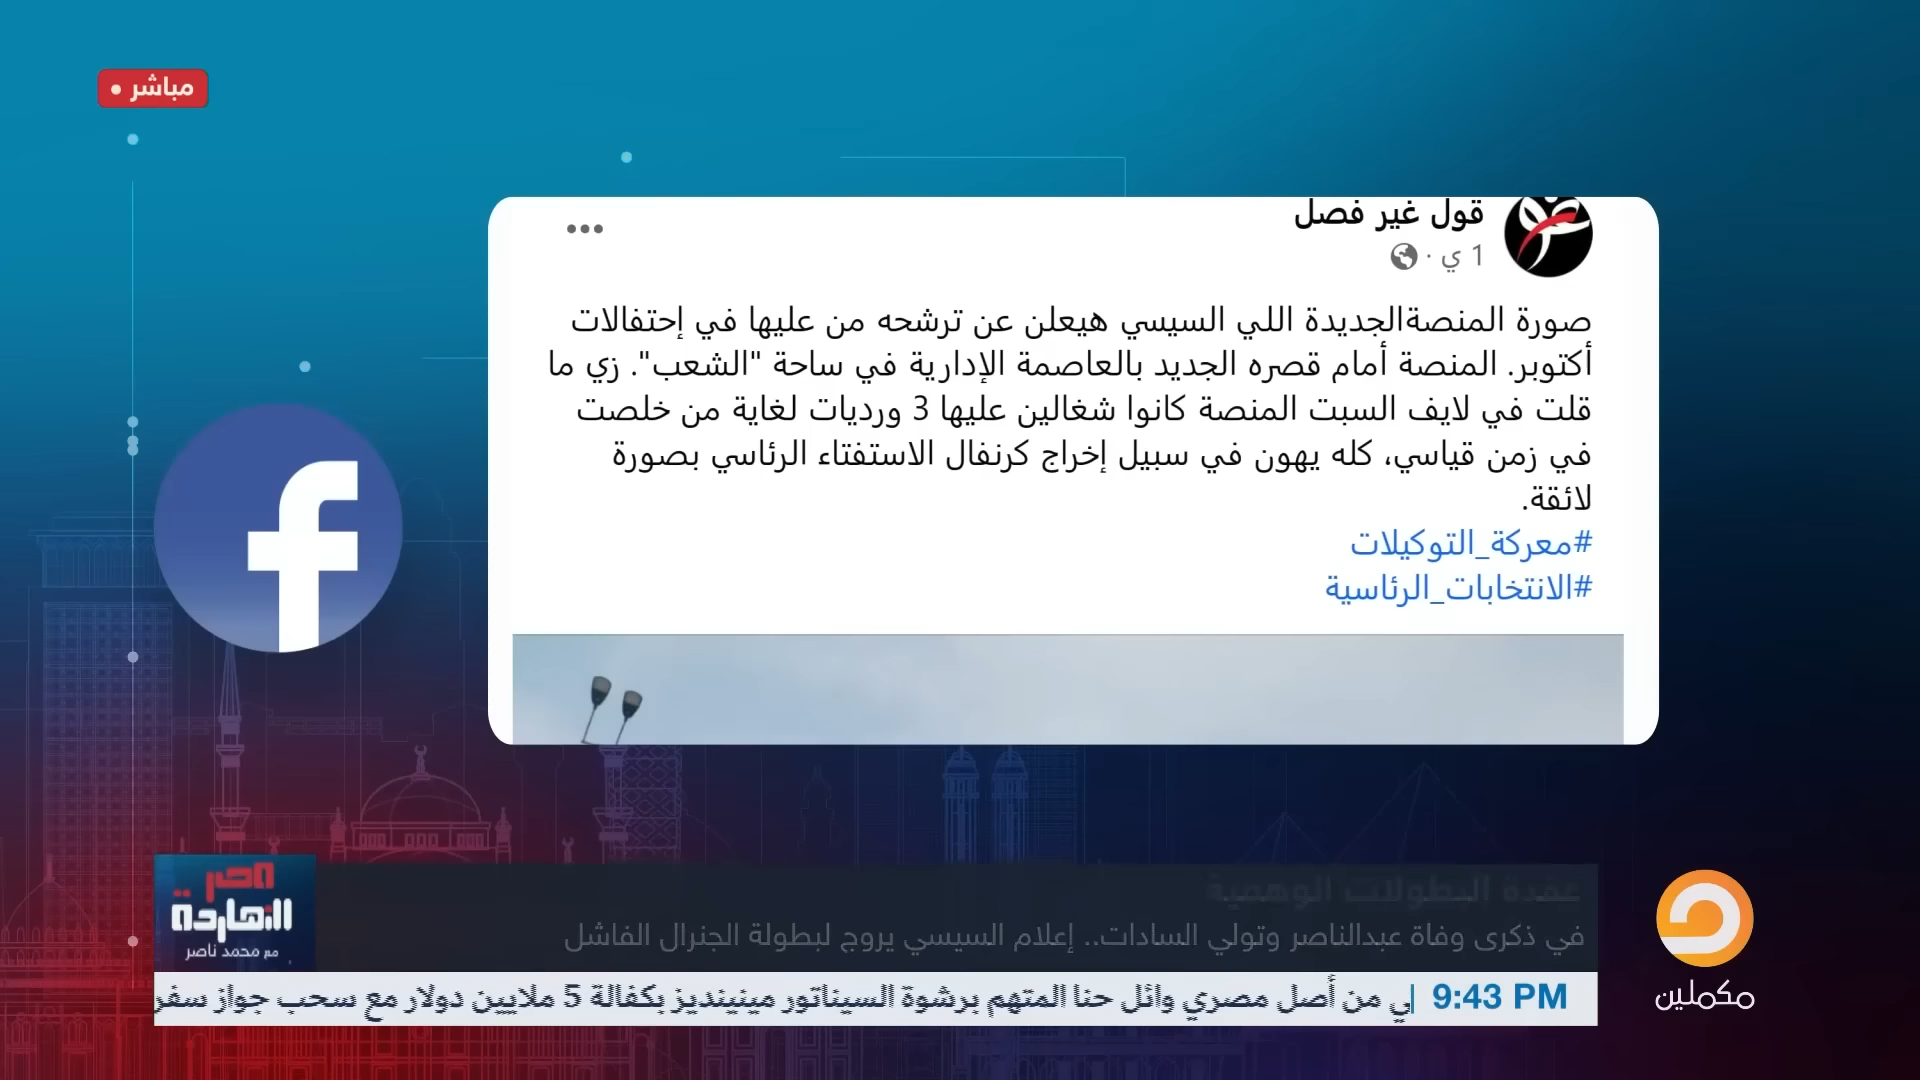 مباشر
قول غير فصل
1 ي
صورة المنصةالجديدة اللي السيسي هيعلن عن ترشحه من عليها في إحتفالات
أكتوبر. المنصة أمام قصره الجديد بالعاصمة الإدارية في ساحة "الشعب". زي ما
قلت في لايف السبت المنصة كانوا شغالين عليها 3 ورديات لغاية من خلصت
في زمن قياسي، كله يهون في سبيل إخراج كرنفال الاستفتاء الرئاسي بصورة
لائقة.
#معركة_التوكيلات
#الانتخابات_الرئاسية
عقدة البطولات الوهمية
في ذكرى وفاة عبدالناصر وتولي السادات.. إعلام السيسي يروج لبطولة الجنرال الفاشل
مصر
النهاردة
مع محمد ناصر
9:43 PM
من أصل مصري وائل حنا المتهم برشوة السيناتور مينينديز بكفالة 5 ملايين دولار مع سحب جواز سفر
مكملين